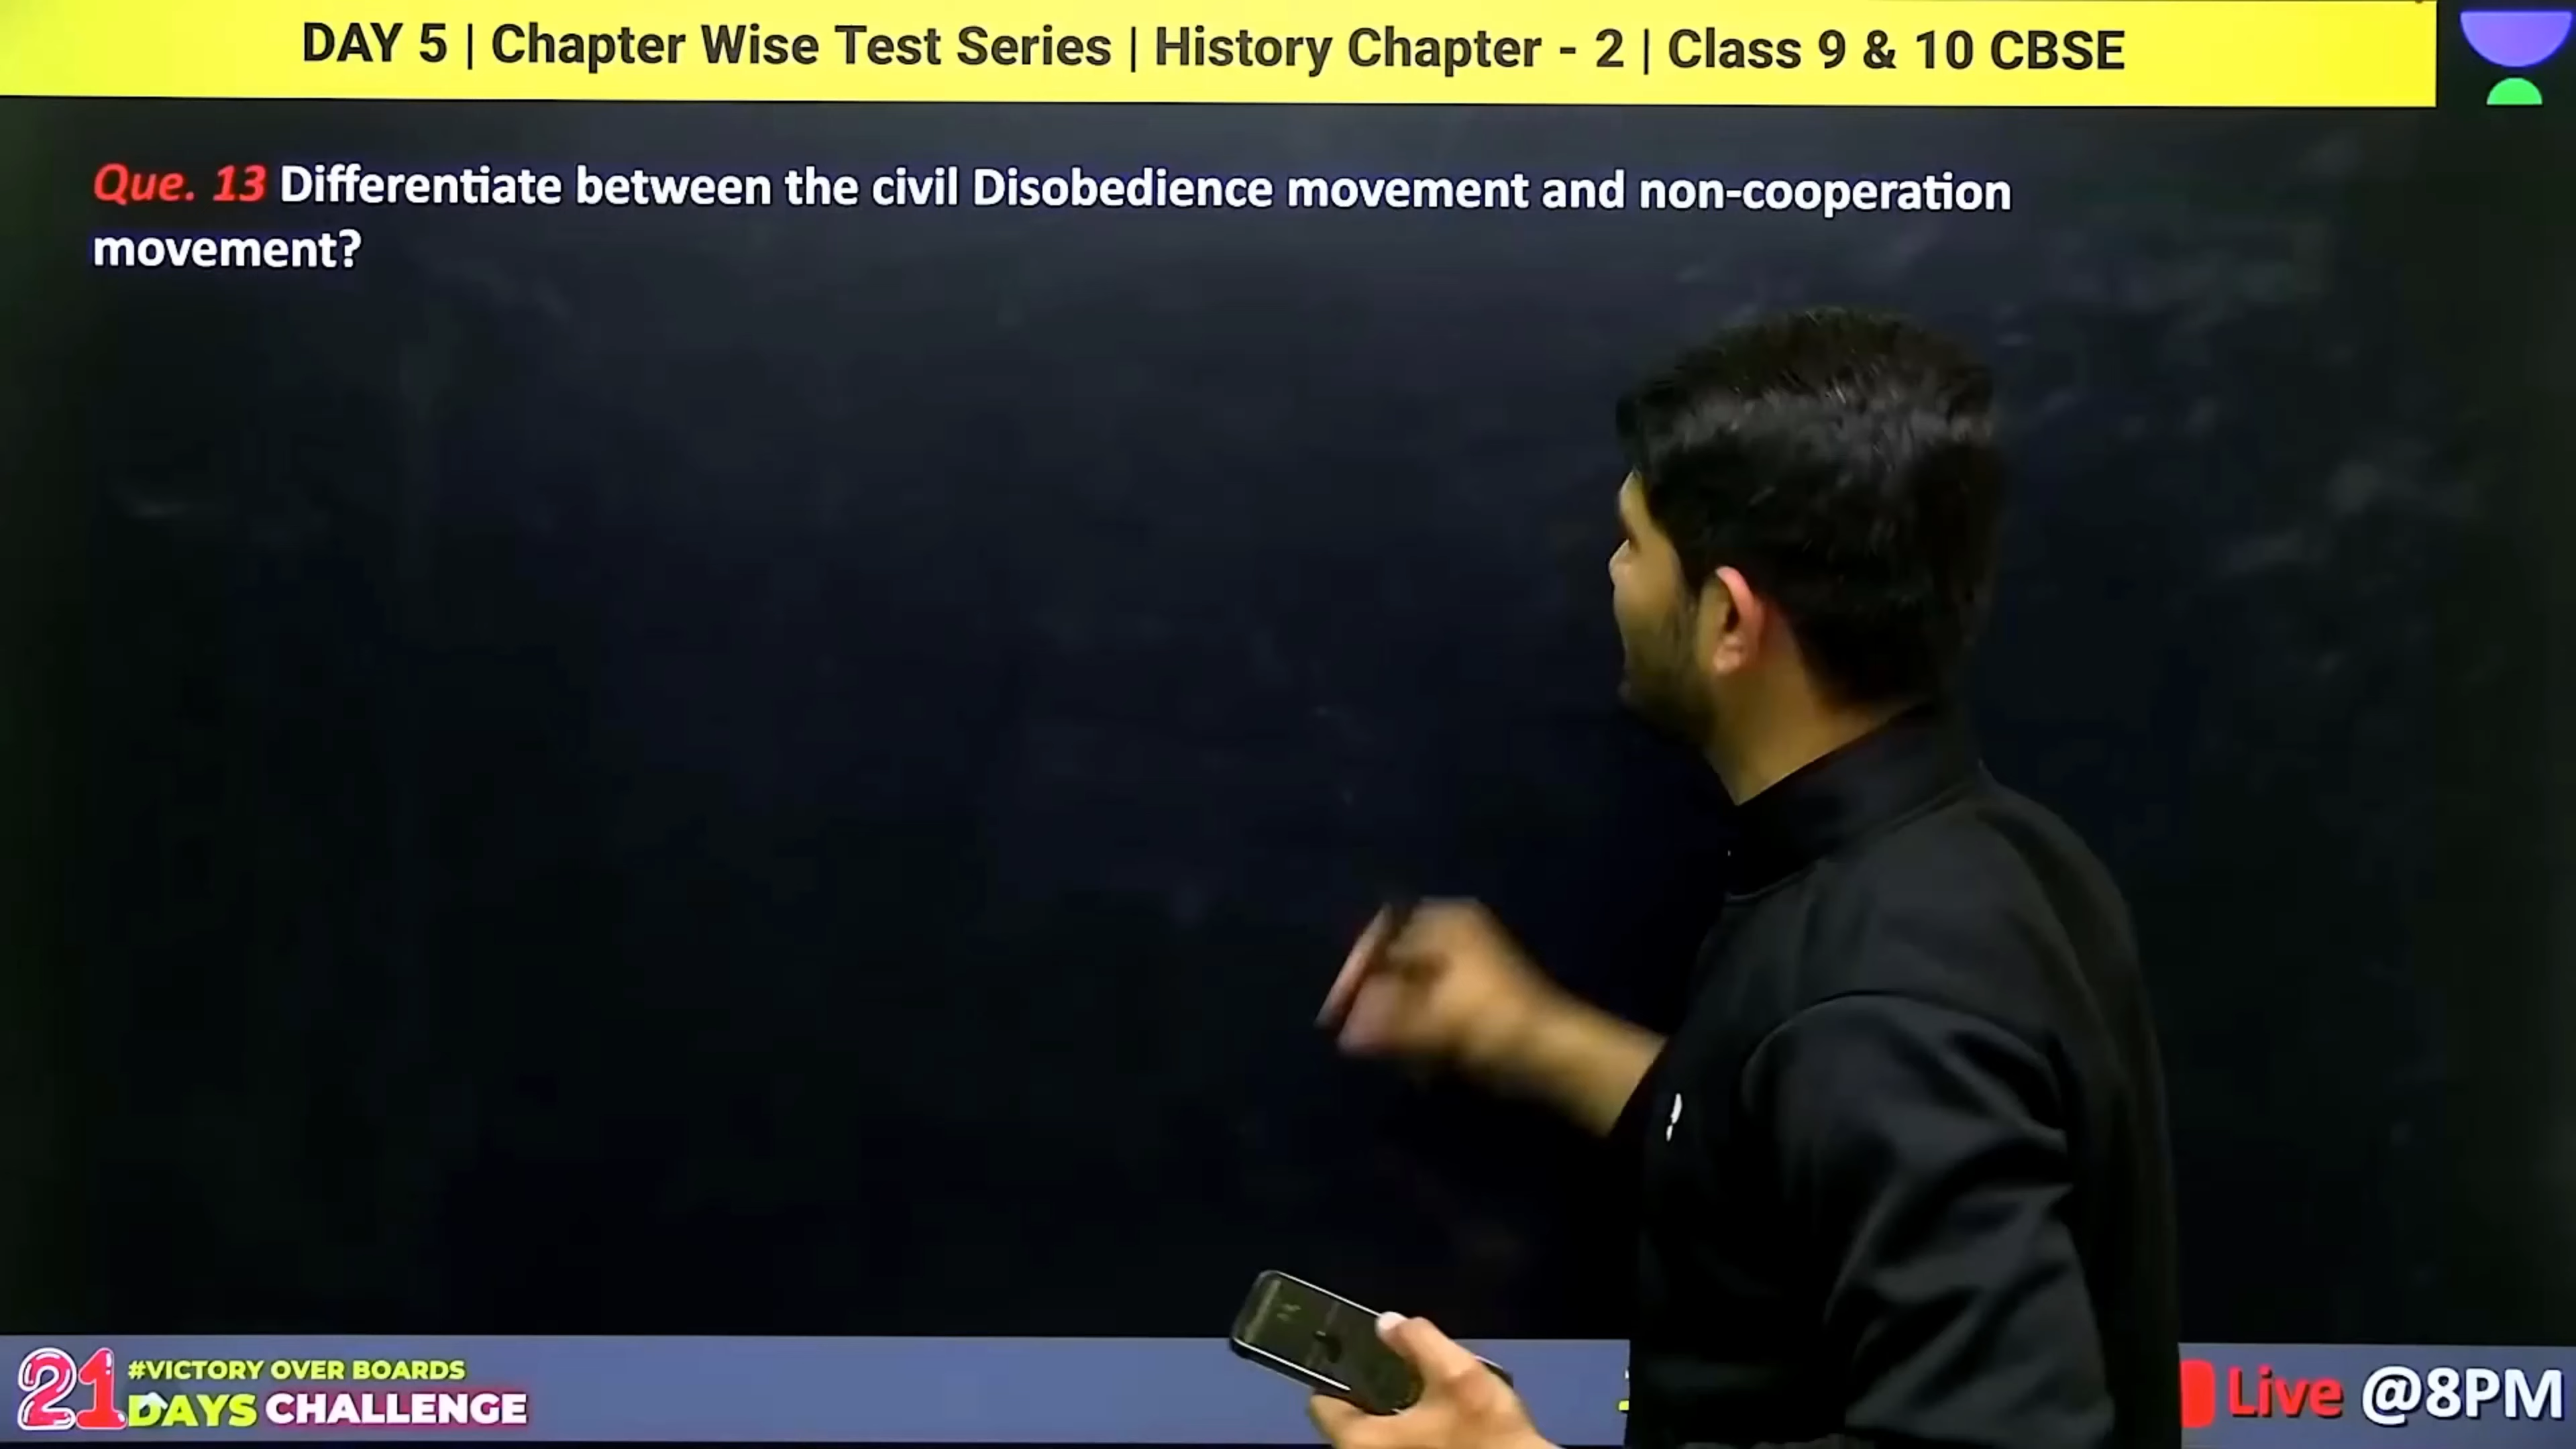 DAY 5 | Chapter Wise Test Series | History Chapter - 2 | Class 9 & 10 CBSE
Que. 13 Differentiate between the civil Disobedience movement and non-cooperation
movement?
21 #VICTORY OVER BOARDS
DAYS CHALLENGE
Live @8PM